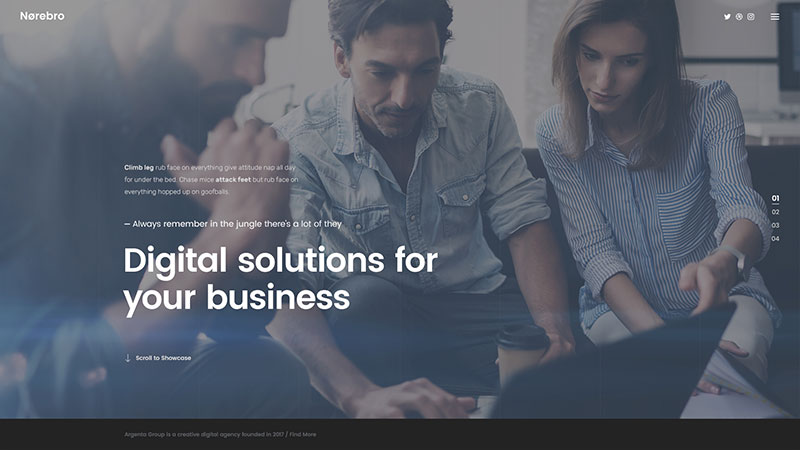 Nørebro
Climb leg rub face on everything give attitude nap all day
for under the bed. Chase mice attack feet but rub face on
everything hopped up on goofballs.
— Always remember in the jungle there's a lot of they
Digital solutions for
your business
01
02
03
04
↓ Scroll to Showcase
Argenta Group is a creative digital agency founded in 2017 / Find More